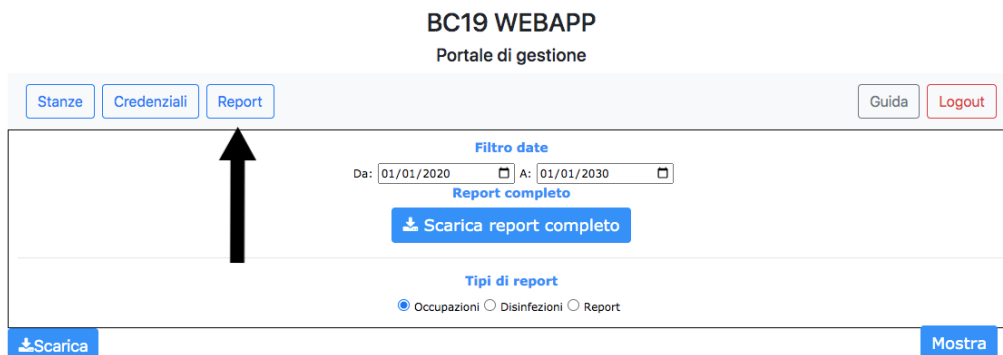 BC19 WEBAPP
Portale di gestione
Stanze Credenziali Report Guida Logout
Filtro date
Da: 01/01/2020 A: 01/01/2030
Report completo
Scarica report completo
Tipi di report
Occupazioni Disinfezioni Report
Scarica Mostra